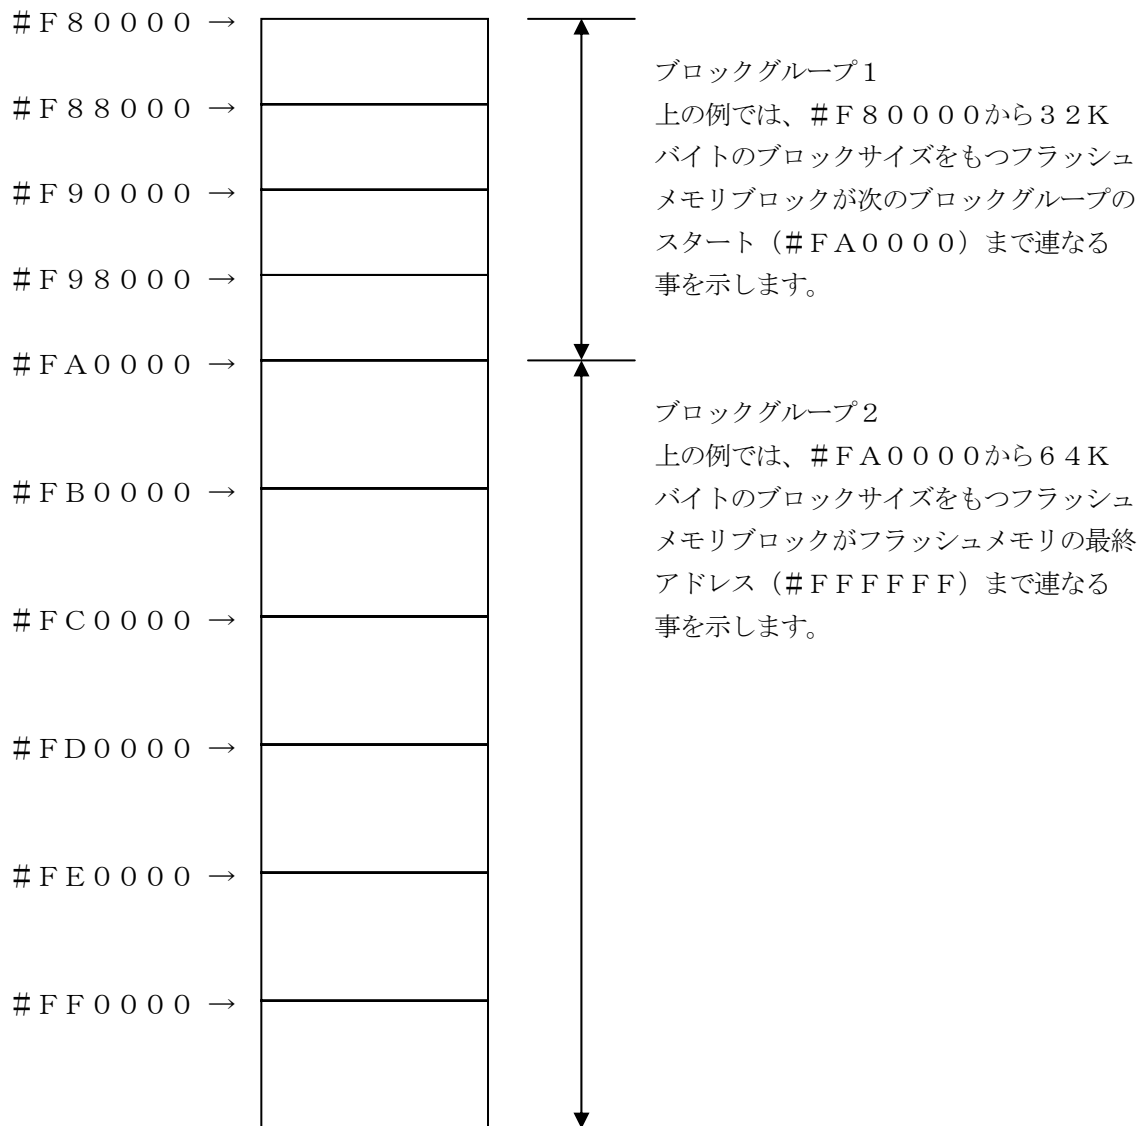 ＃Ｆ８００００ →
＃Ｆ８８０００ →
＃Ｆ９００００ →
＃Ｆ９８０００ →
＃ＦＡ００００ →
＃ＦＢ００００ →
＃ＦＣ００００ →
＃ＦＤ００００ →
＃ＦＥ００００ →
＃ＦＦ００００ →
ブロックグループ１
上の例では、＃Ｆ８００００から３２Ｋ
バイトのブロックサイズをもつフラッシュ
メモリブロックが次のブロックグループの
スタート（＃ＦＡ００００）まで連なる
事を示します。
ブロックグループ２
上の例では、＃ＦＡ００００から６４Ｋ
バイトのブロックサイズをもつフラッシュ
メモリブロックがフラッシュメモリの最終
アドレス（＃ＦＦＦＦＦＦ）まで連なる
事を示します。